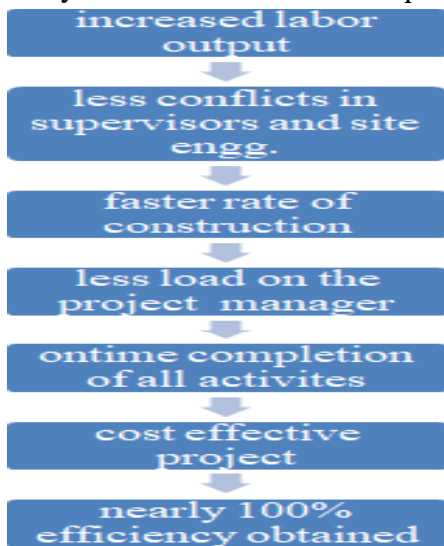 increased labor
output
less conflicts in
supervisors and site
engg.
faster rate of
construction
less load on the
project manager
ontime completion
of all activites
cost effective
project
nearly 100%
efficiency obtained